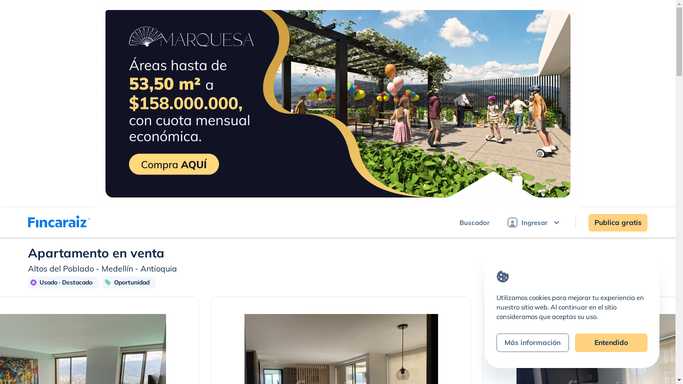 MARQUESA
Áreas hasta de
53,50 m² a
$158.000.000,
con cuota mensual
económica.
Compra AQUÍ
Fincaraiz
Buscador
Ingresar
Publica gratis
Apartamento en venta
Altos del Poblado - Medellín - Antioquia
Usado - Destacado
Oportunidad
Utilizamos cookies para mejorar tu experiencia en
nuestro sitio web. Al continuar en el sitio
consideramos que aceptas su uso.
Más información
Entendido